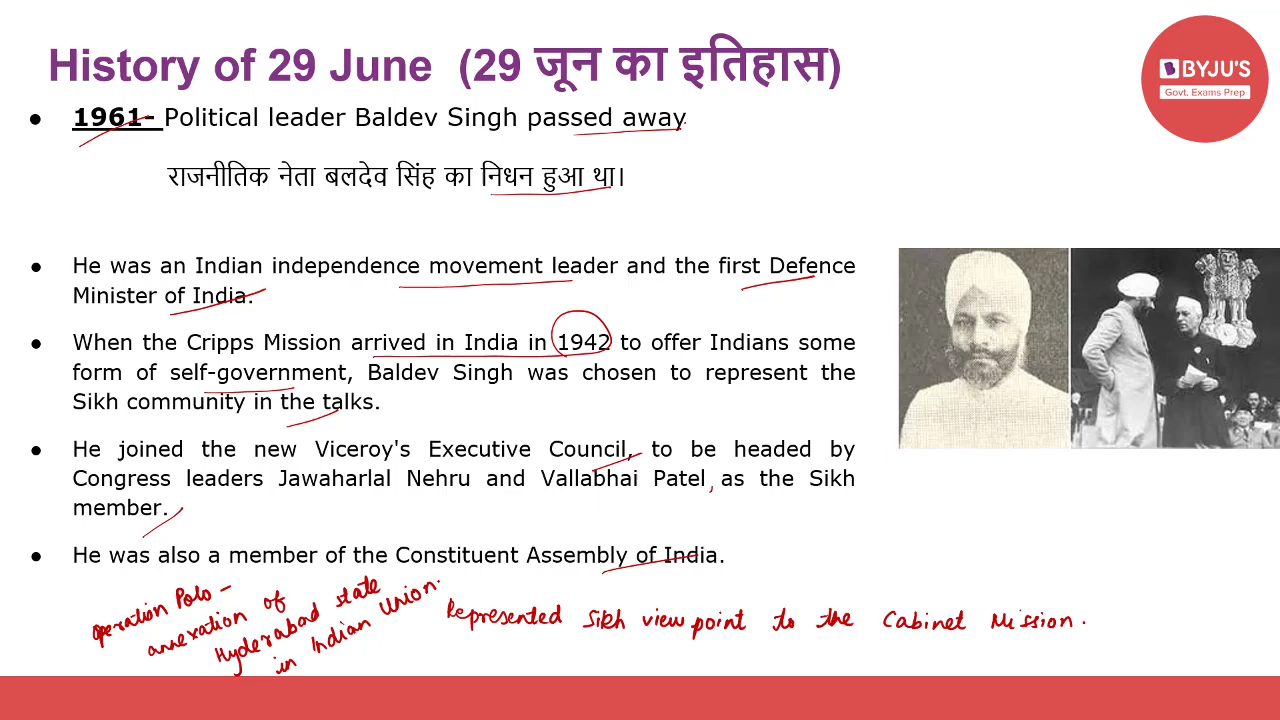 History of 29 June (29 जून का इतिहास)
BYJU'S
Govt. Exams Prep
● 1961- Political leader Baldev Singh passed away
राजनीतिक नेता बलदेव सिंह का निधन हुआ था।
● He was an Indian independence movement leader and the first Defence
Minister of India.
● When the Cripps Mission arrived in India in 1942 to offer Indians some
form of self-government, Baldev Singh was chosen to represent the
Sikh community in the talks.
● He joined the new Viceroy's Executive Council, to be headed by
Congress leaders Jawaharlal Nehru and Vallabhai Patel, as the Sikh
member.
● He was also a member of the Constituent Assembly of India.
Operation Polo -
annexation of
Hyderabad state
in Indian Union.
Represented Sikh viewpoint to the Cabinet Mission.